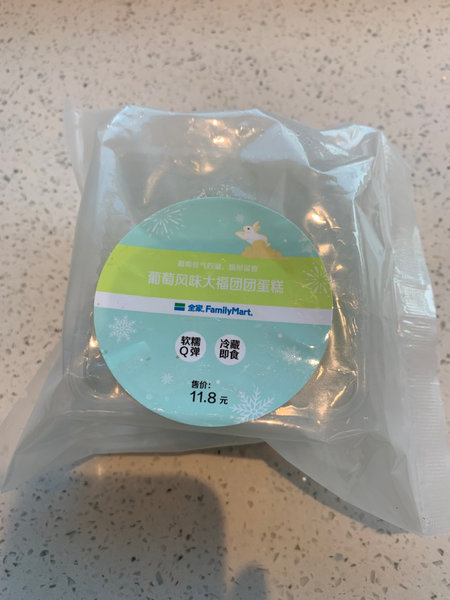 葡萄风味大福团团蛋糕
全家 FamilyMart.
软糯 冷藏
Q弹 即食
售价:
11.8 元